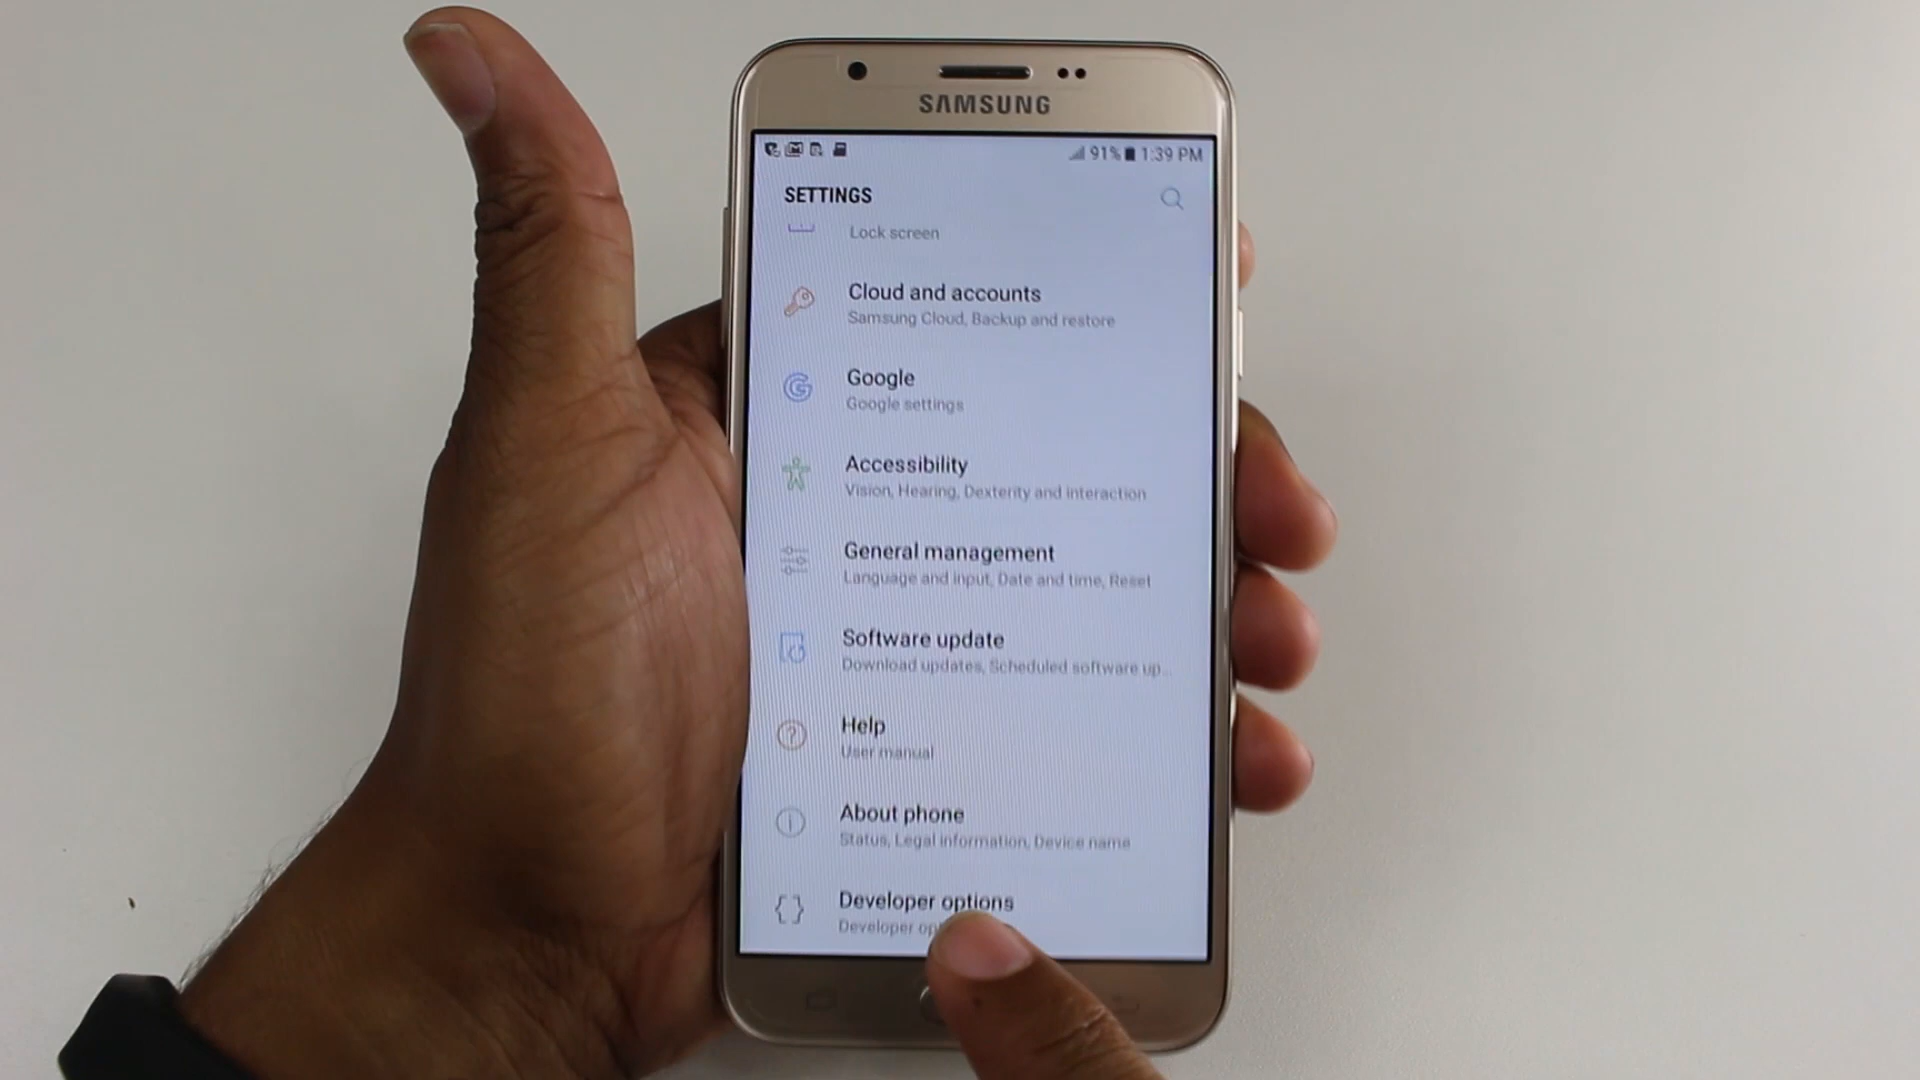 SAMSUNG
91% 1:39 PM
SETTINGS
Lock screen
Cloud and accounts
Samsung Cloud, Backup and restore
Google
Google settings
Accessibility
Vision, Hearing, Dexterity and interaction
General management
Language and input, Date and time, Reset
Software update
Download updates, Scheduled software up...
Help
User manual
About phone
Status, Legal information, Device name
Developer options
Developer op